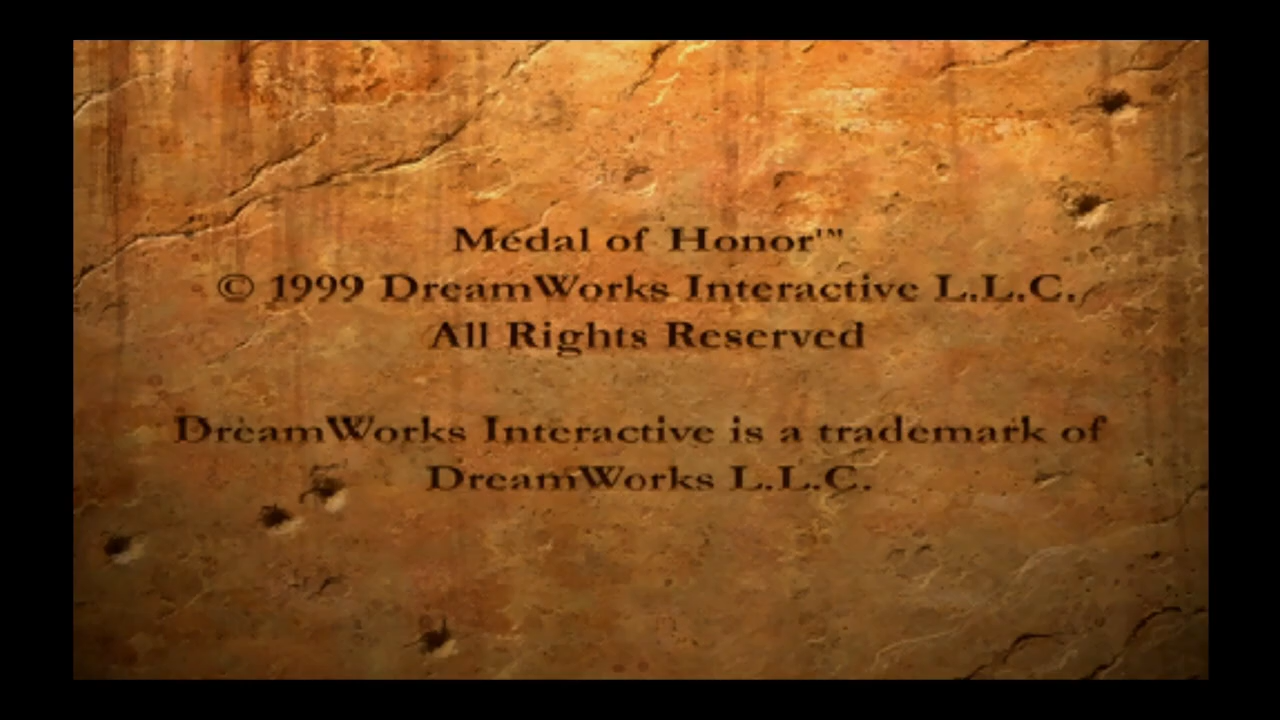 Medal of Honor™
© 1999 DreamWorks Interactive L.L.C.
All Rights Reserved
DreamWorks Interactive is a trademark of
DreamWorks L.L.C.